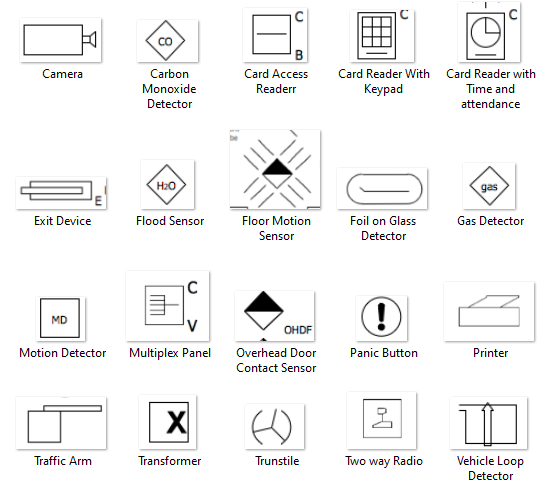 C
C
C
CO
B
Camera
Carbon
Monoxide
Detector
Card Access
Readerr
Card Reader With
Keypad
Card Reader with
Time and
attendance
H2O
gas
E
Exit Device
Flood Sensor
Floor Motion
Sensor
Foil on Glass
Detector
Gas Detector
C
MD
V
OHDF
Motion Detector
Multiplex Panel
Overhead Door
Contact Sensor
Panic Button
Printer
X
Traffic Arm
Transformer
Trunstile
Two way Radio
Vehicle Loop
Detector